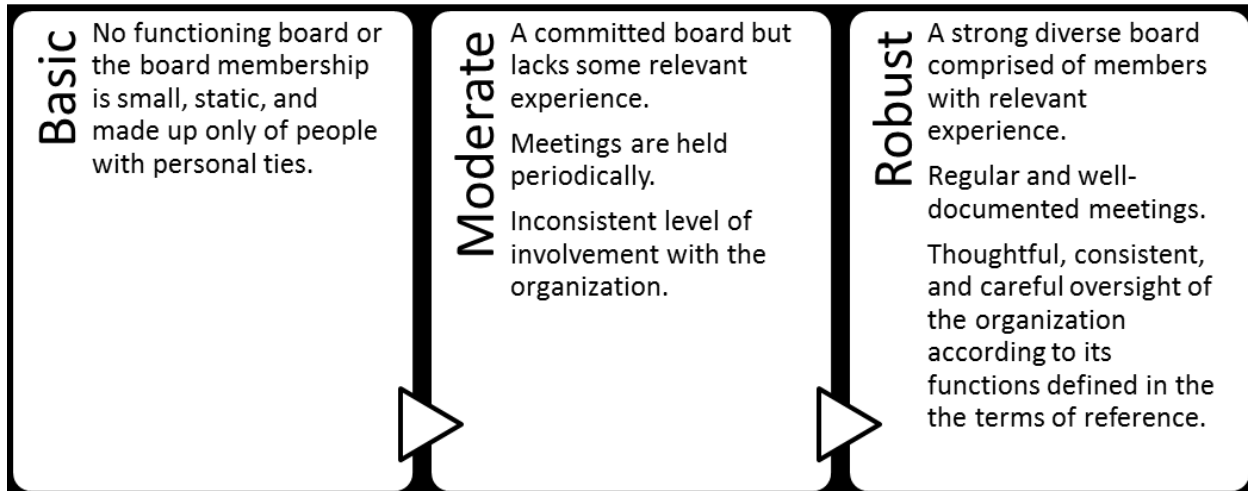 Basic
No functioning board or
the board membership
is small, static, and
made up only of people
with personal ties.
Moderate
A committed board but
lacks some relevant
experience.
Meetings are held
periodically.
Inconsistent level of
involvement with the
organization.
Robust
A strong diverse board
comprised of members
with relevant
experience.
Regular and well-
documented meetings.
Thoughtful, consistent,
and careful oversight of
the organization
according to its
functions defined in the
the terms of reference.